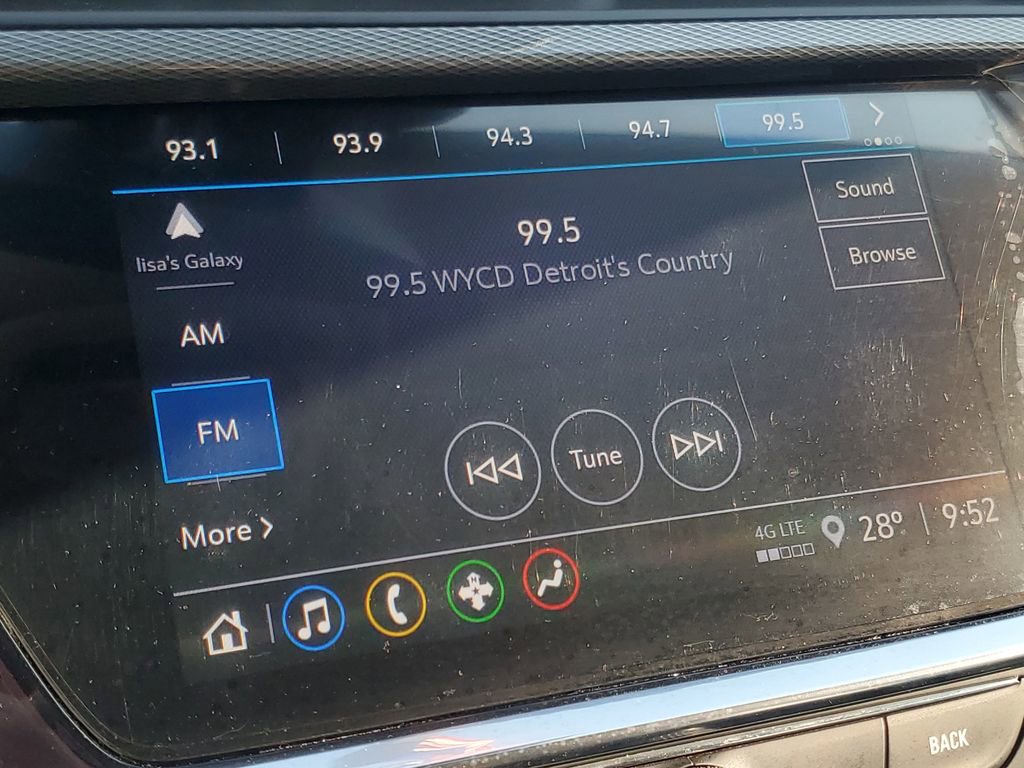 93.1 93.9 94.3 94.7 99.5
Sound
lisa's Galaxy
99.5
Browse
99.5 WYCD Detroit's Country
AM
FM
Tune
More
4G LTE 28° 9:52
BACK